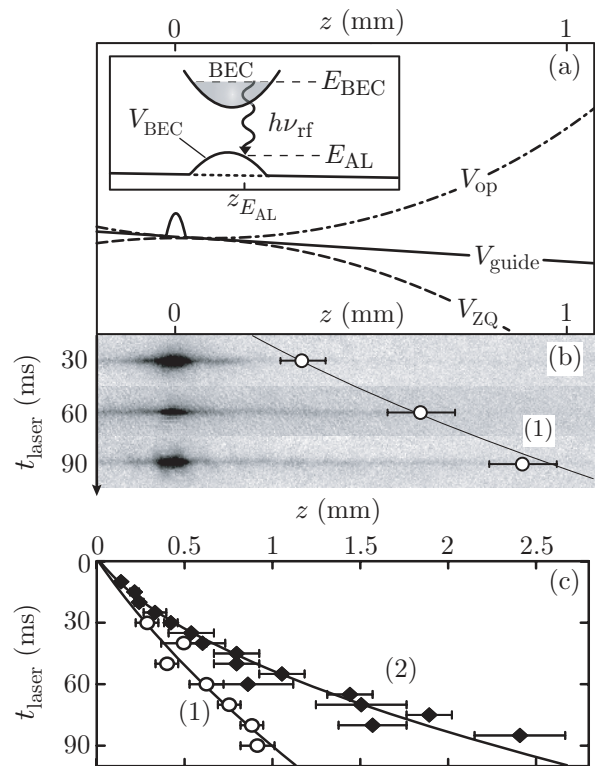 0 z (mm) 1
(a)
BEC
E_BEC
V_BEC
hν_rf
E_AL
z_E_AL
V_op
V_guide
V_ZQ
0 z (mm) 1
30
60
90
t_laser (ms)
(b)
(1)
z (mm)
0 0.5 1 1.5 2 2.5
0
30
60
90
t_laser (ms)
(c)
(2)
(1)